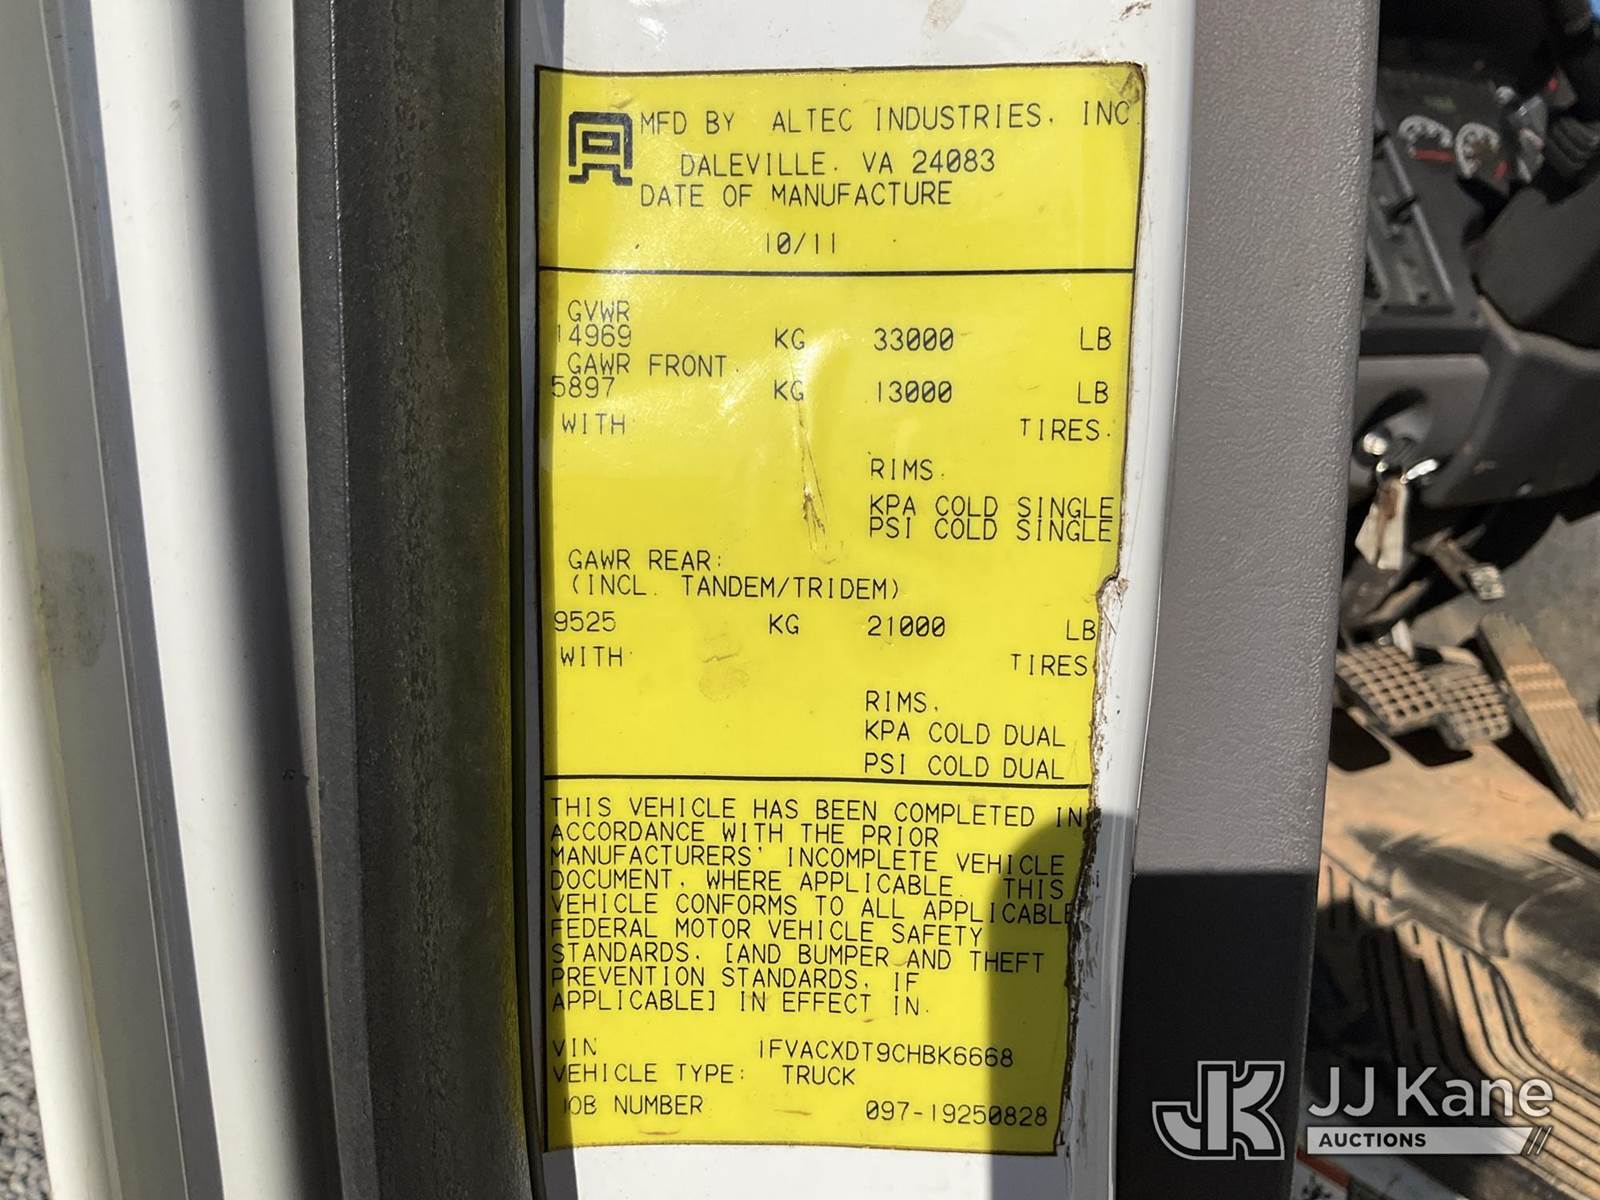 MFD BY ALTEC INDUSTRIES, INC.
DALEVILLE, VA 24083
DATE OF MANUFACTURE
10/11
GVWR
14969 KG 33000 LB
GAWR FRONT:
5897 KG 13000 LB
WITH: TIRES,
RIMS,
KPA COLD SINGLE
PSI COLD SINGLE
GAWR REAR:
(INCL. TANDEM/TRIDEM)
9525 KG 21000 LB
WITH: TIRES
RIMS,
KPA COLD DUAL
PSI COLD DUAL
THIS VEHICLE HAS BEEN COMPLETED IN
ACCORDANCE WITH THE PRIOR
MANUFACTURERS' INCOMPLETE VEHICLE
DOCUMENT, WHERE APPLICABLE. THIS
VEHICLE CONFORMS TO ALL APPLICABLE
FEDERAL MOTOR VEHICLE SAFETY
STANDARDS, [AND BUMPER AND THEFT
PREVENTION STANDARDS, IF
APPLICABLE] IN EFFECT IN:
VIN 1FVACXDT9CHBK6668
VEHICLE TYPE: TRUCK
JOB NUMBER 097-19250828
JK JJ Kane
AUCTIONS